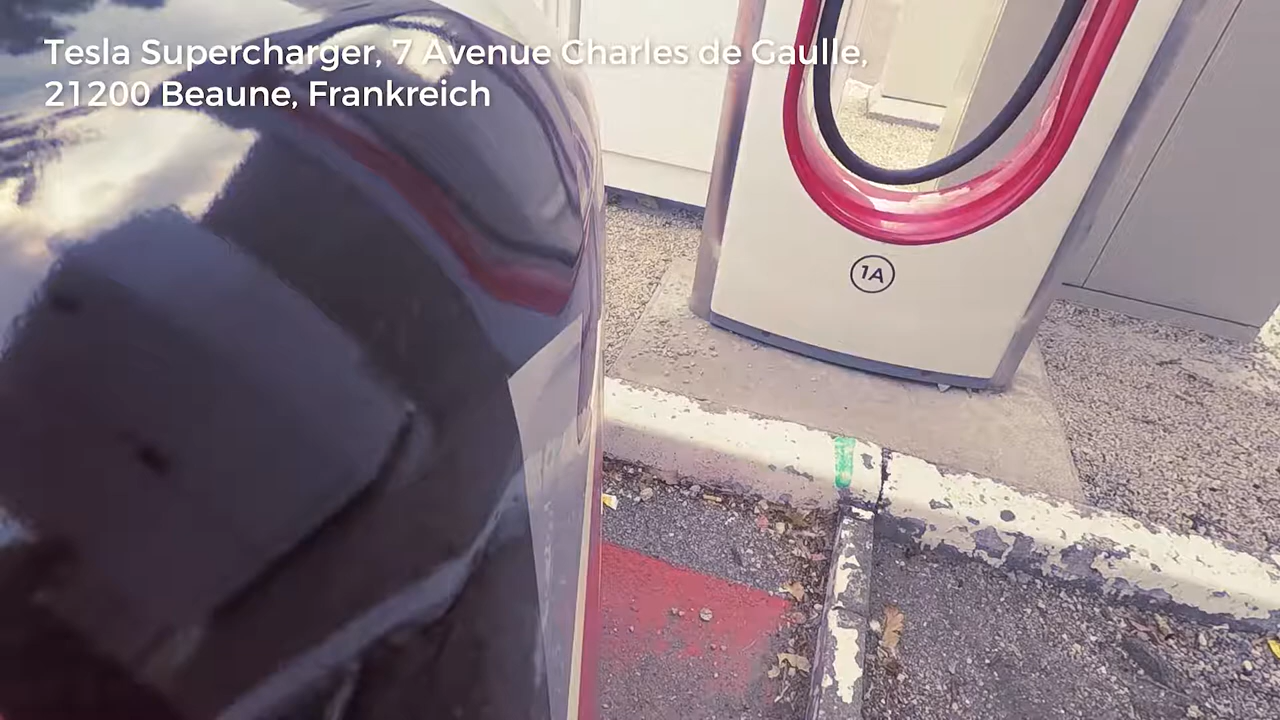 Tesla Supercharger, 7 Avenue Charles de Gaulle,
21200 Beaune, Frankreich
1A